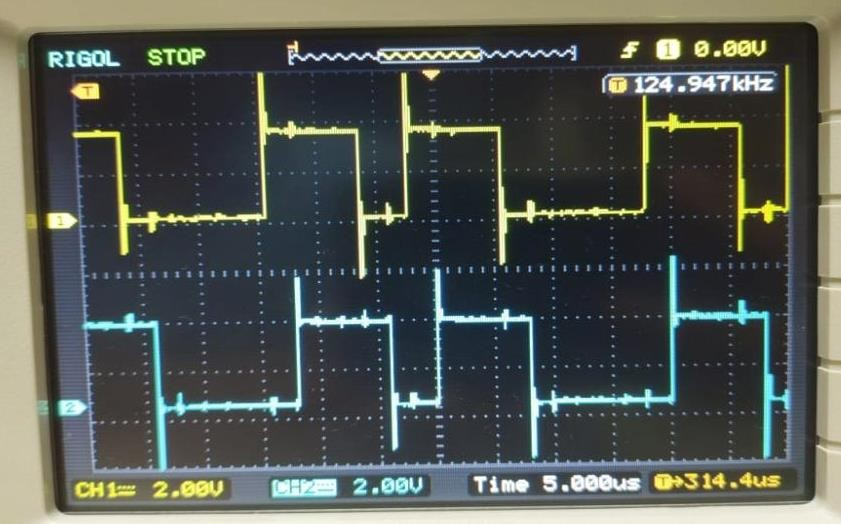 RIGOL STOP T 1 0.00V
T 124.947kHz
T
1
2
CH1 2.00V CH2 2.00V Time 5.000us T→314.4us